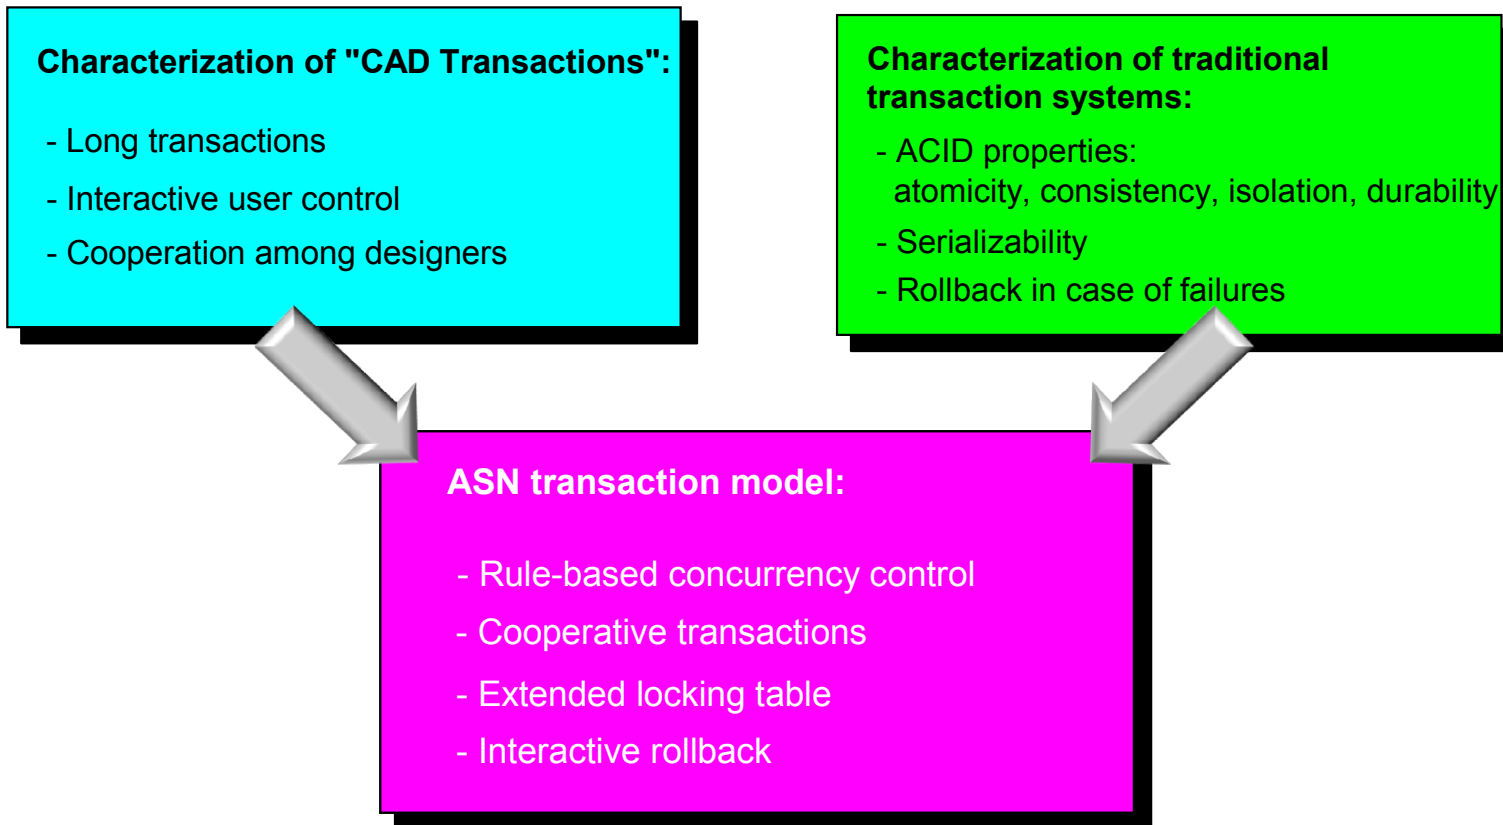 Characterization of "CAD Transactions":
- Long transactions
- Interactive user control
- Cooperation among designers
Characterization of traditional
transaction systems:
- ACID properties:
atomicity, consistency, isolation, durability
- Serializability
- Rollback in case of failures
ASN transaction model:
- Rule-based concurrency control
- Cooperative transactions
- Extended locking table
- Interactive rollback